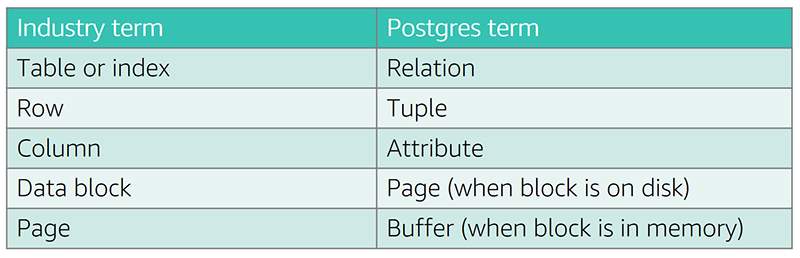 Industry term Postgres term
Table or index Relation
Row Tuple
Column Attribute
Data block Page (when block is on disk)
Page Buffer (when block is in memory)